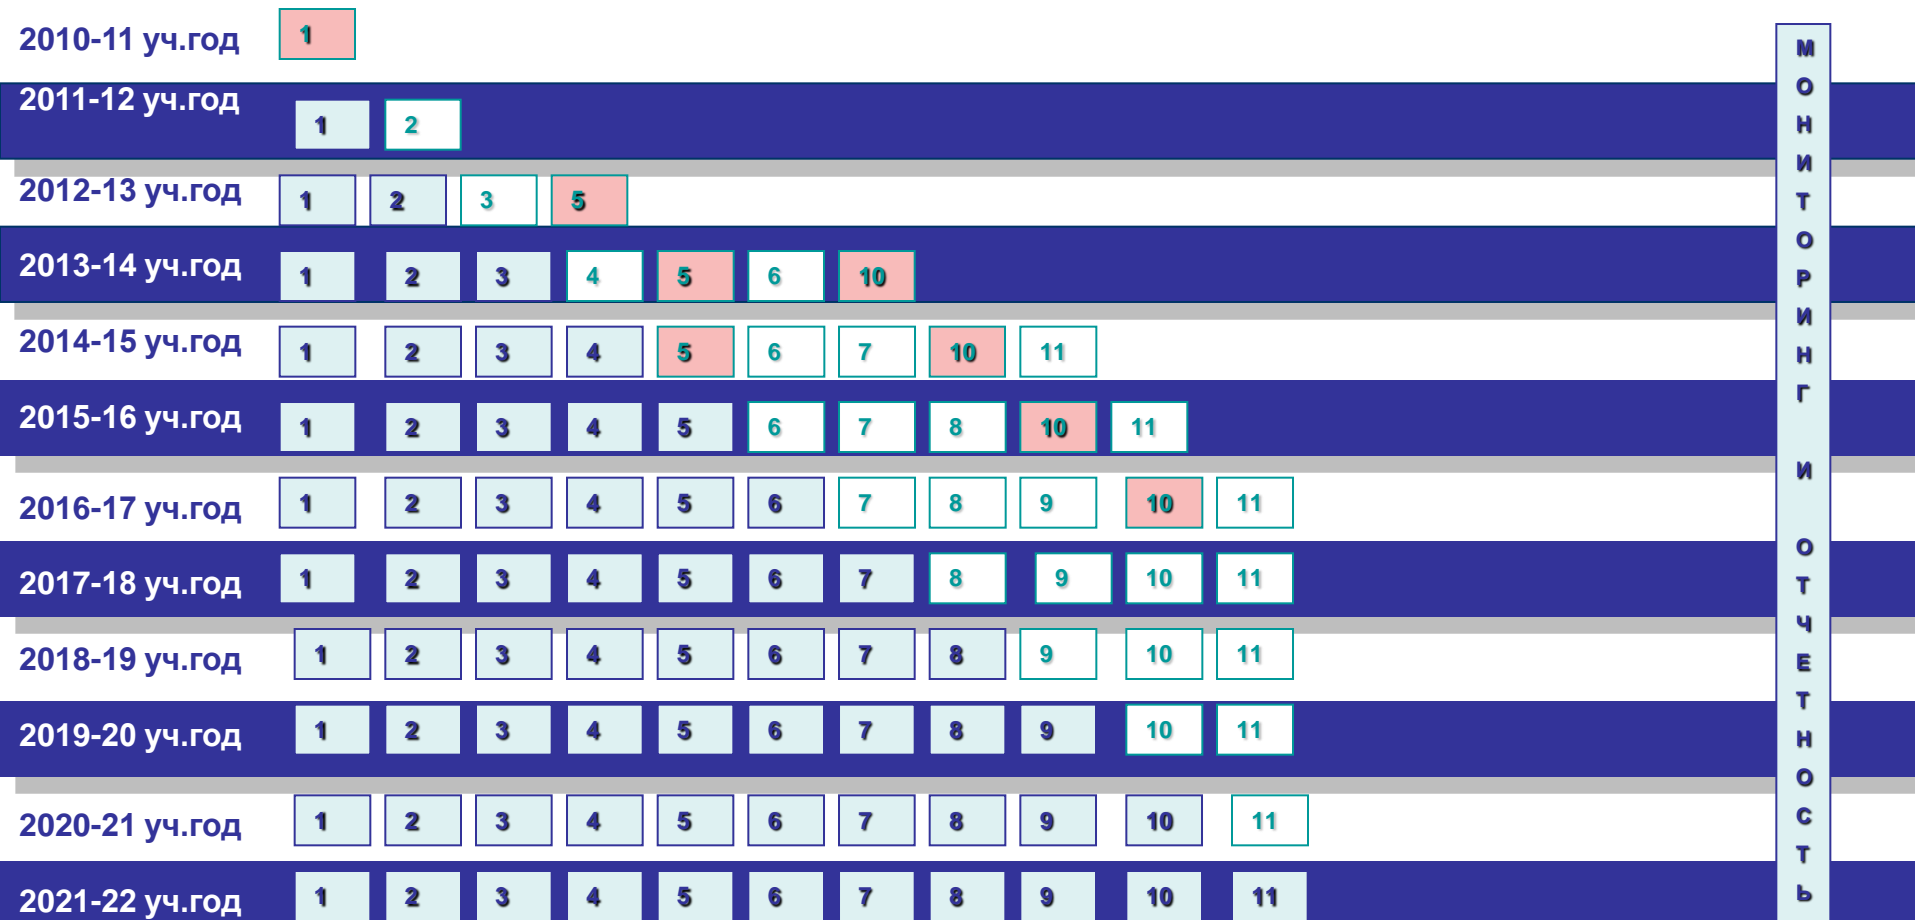 2010-11 уч.год 1
2011-12 уч.год 1 2
2012-13 уч.год 1 2 3 5
2013-14 уч.год 1 2 3 4 5 6 10
2014-15 уч.год 1 2 3 4 5 6 7 10 11
2015-16 уч.год 1 2 3 4 5 6 7 8 10 11
2016-17 уч.год 1 2 3 4 5 6 7 8 9 10 11
2017-18 уч.год 1 2 3 4 5 6 7 8 9 10 11
2018-19 уч.год 1 2 3 4 5 6 7 8 9 10 11
2019-20 уч.год 1 2 3 4 5 6 7 8 9 10 11
2020-21 уч.год 1 2 3 4 5 6 7 8 9 10 11
2021-22 уч.год 1 2 3 4 5 6 7 8 9 10 11
МОНИТОРИНГ И ОТЧЕТНОСТЬ